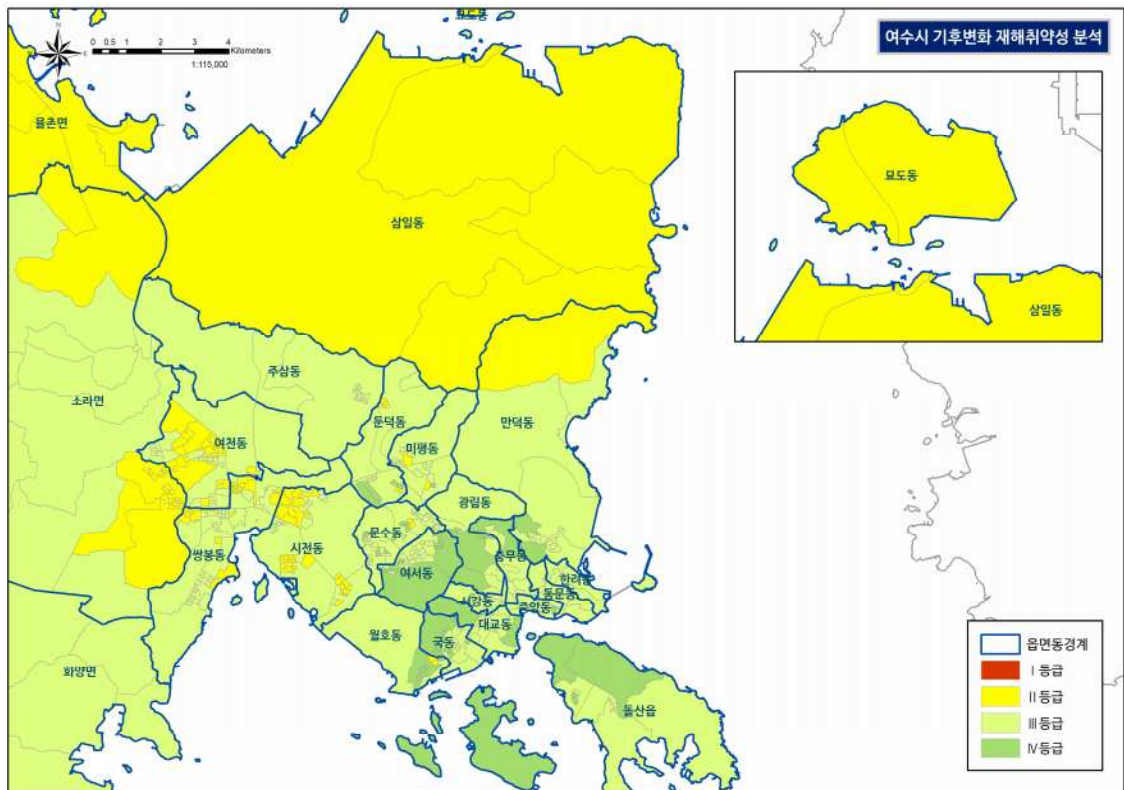 묘도동
여수시 기후변화 재해취약성 분석
N
E
0 0.5 1 2 3 4
Kilometers
1:115,000
율촌면
묘도동
삼일동
삼일동
주삼동
소라면
여천동
둔덕동
만덕동
미평동
광림동
문수동
충무동
쌍봉동
시전동
여서동
한려동
동문동
서강동
중앙동
대교동
월호동
국동
화양면
돌산읍
읍면동경계
Ⅰ등급
Ⅱ등급
Ⅲ등급
Ⅳ등급